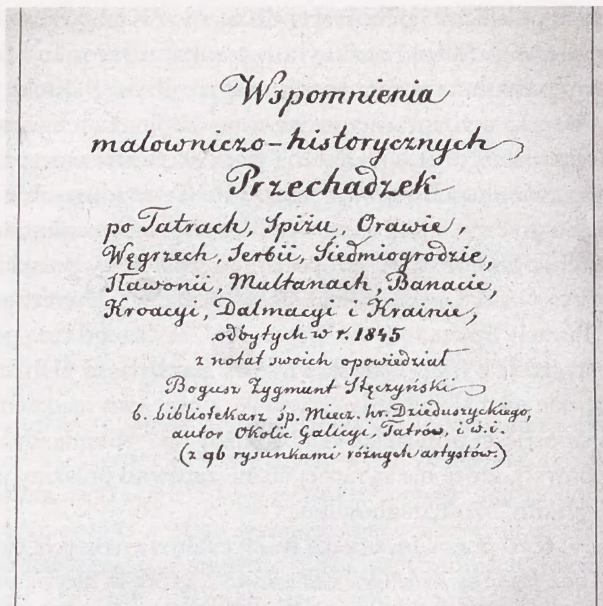 Wspomnienia
malowniczo-historycznych
Przechadzek
po Tatrach, Spiżu, Orawie,
Węgrzech, Serbii, Siedmiogrodzie,
Sławonii, Multanach, Banacie,
Kroacyi, Dalmacyi i Krainie,
odbytych w r. 1845
z notat swoich opowiedział
Bogusz Zygmunt Stęczyński
b. bibliotekarz śp. Miecz. hr. Dzieduszyckiego,
autor Okolic Galicyi, Tatrów, i w. i.
(z 96 rysunkami różnych artystów.)